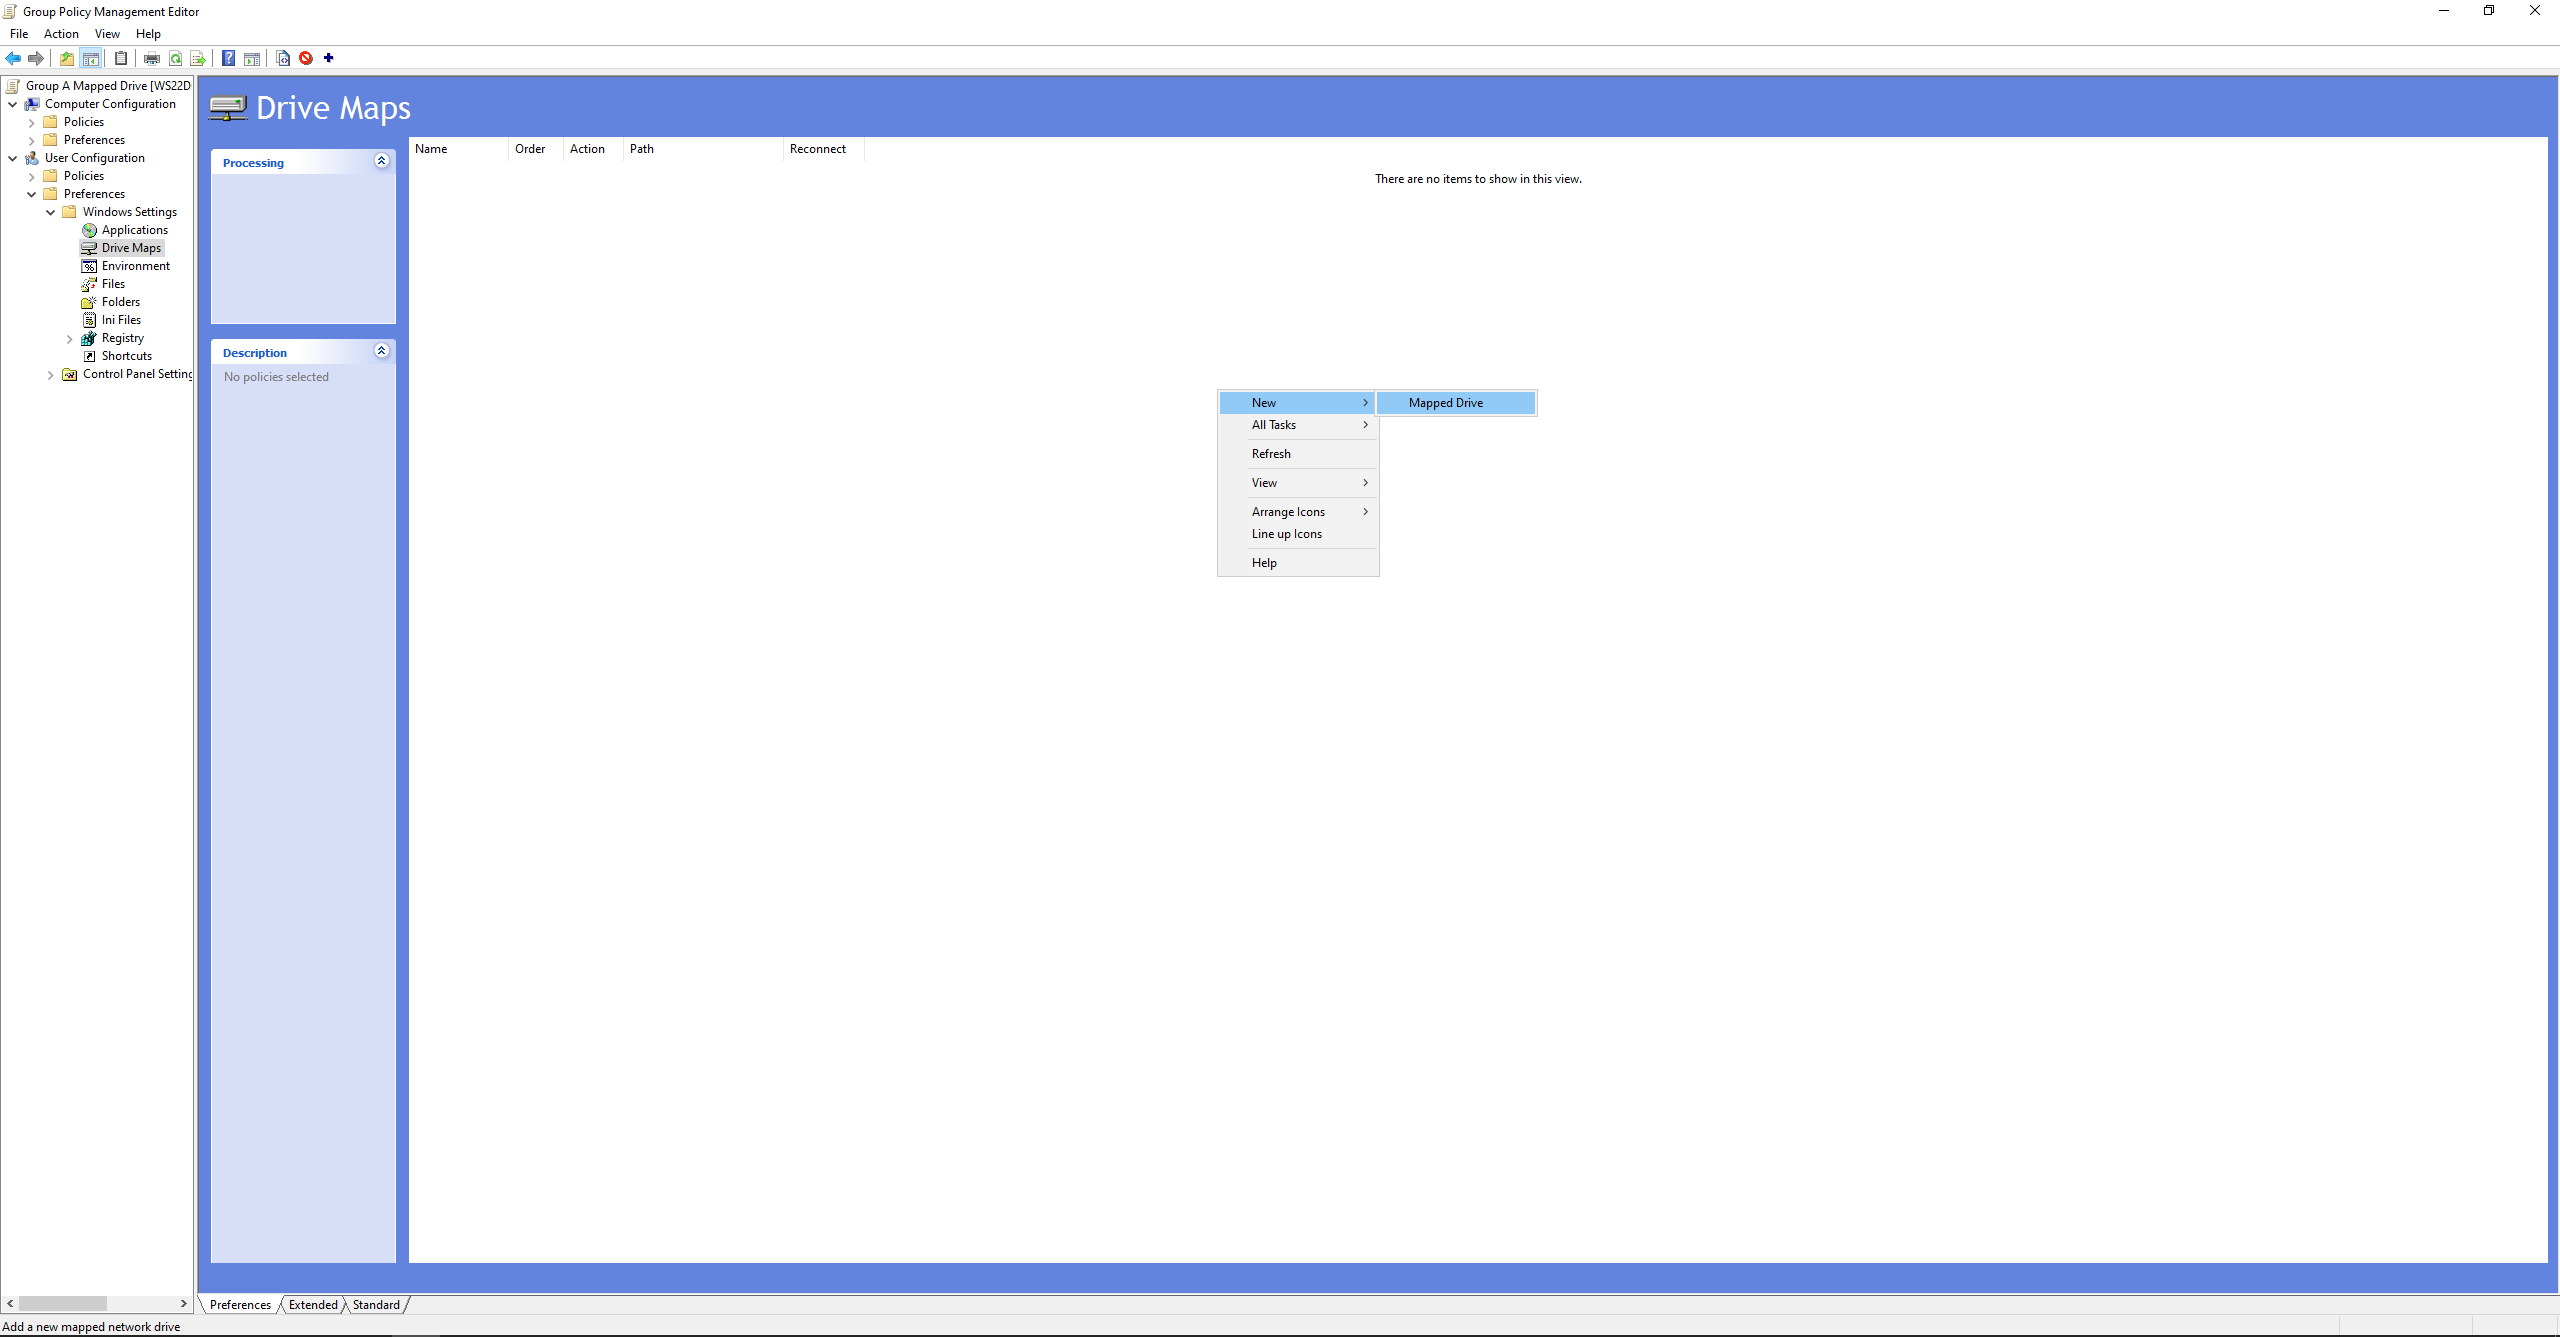 Group Policy Management Editor
File Action View Help
Group A Mapped Drive [WS22D
Computer Configuration
Policies
Preferences
User Configuration
Policies
Preferences
Windows Settings
Applications
Drive Maps
Environment
Files
Folders
Ini Files
Registry
Shortcuts
Control Panel Setting
Drive Maps
Processing
Description
No policies selected
Name Order Action Path Reconnect
There are no items to show in this view.
New
All Tasks
Refresh
View
Arrange Icons
Line up Icons
Help
Mapped Drive
Preferences Extended Standard
Add a new mapped network drive